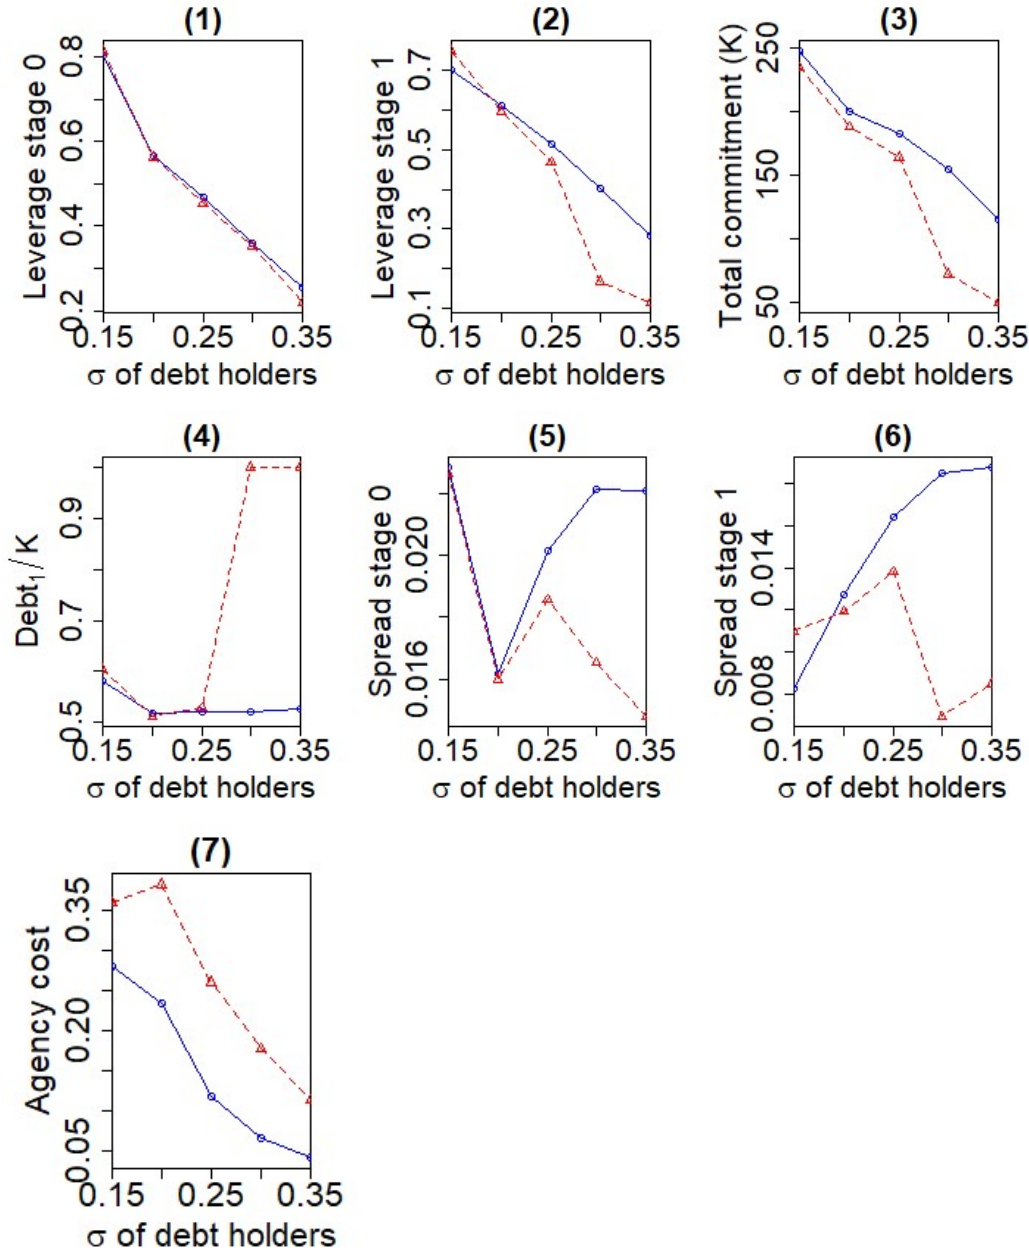 (1)
Leverage stage 0
0.2 0.4 0.6 0.8
0.15 0.25 0.35
σ of debt holders
(2)
Leverage stage 1
0.1 0.3 0.5 0.7
0.15 0.25 0.35
σ of debt holders
(3)
Total commitment (K)
50 150 250
0.15 0.25 0.35
σ of debt holders
(4)
Debt₁/K
0.5 0.7 0.9
0.15 0.25 0.35
σ of debt holders
(5)
Spread stage 0
0.016 0.020
0.15 0.25 0.35
σ of debt holders
(6)
Spread stage 1
0.008 0.014
0.15 0.25 0.35
σ of debt holders
(7)
Agency cost
0.05 0.20 0.35
0.15 0.25 0.35
σ of debt holders